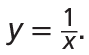 y = 1/x.